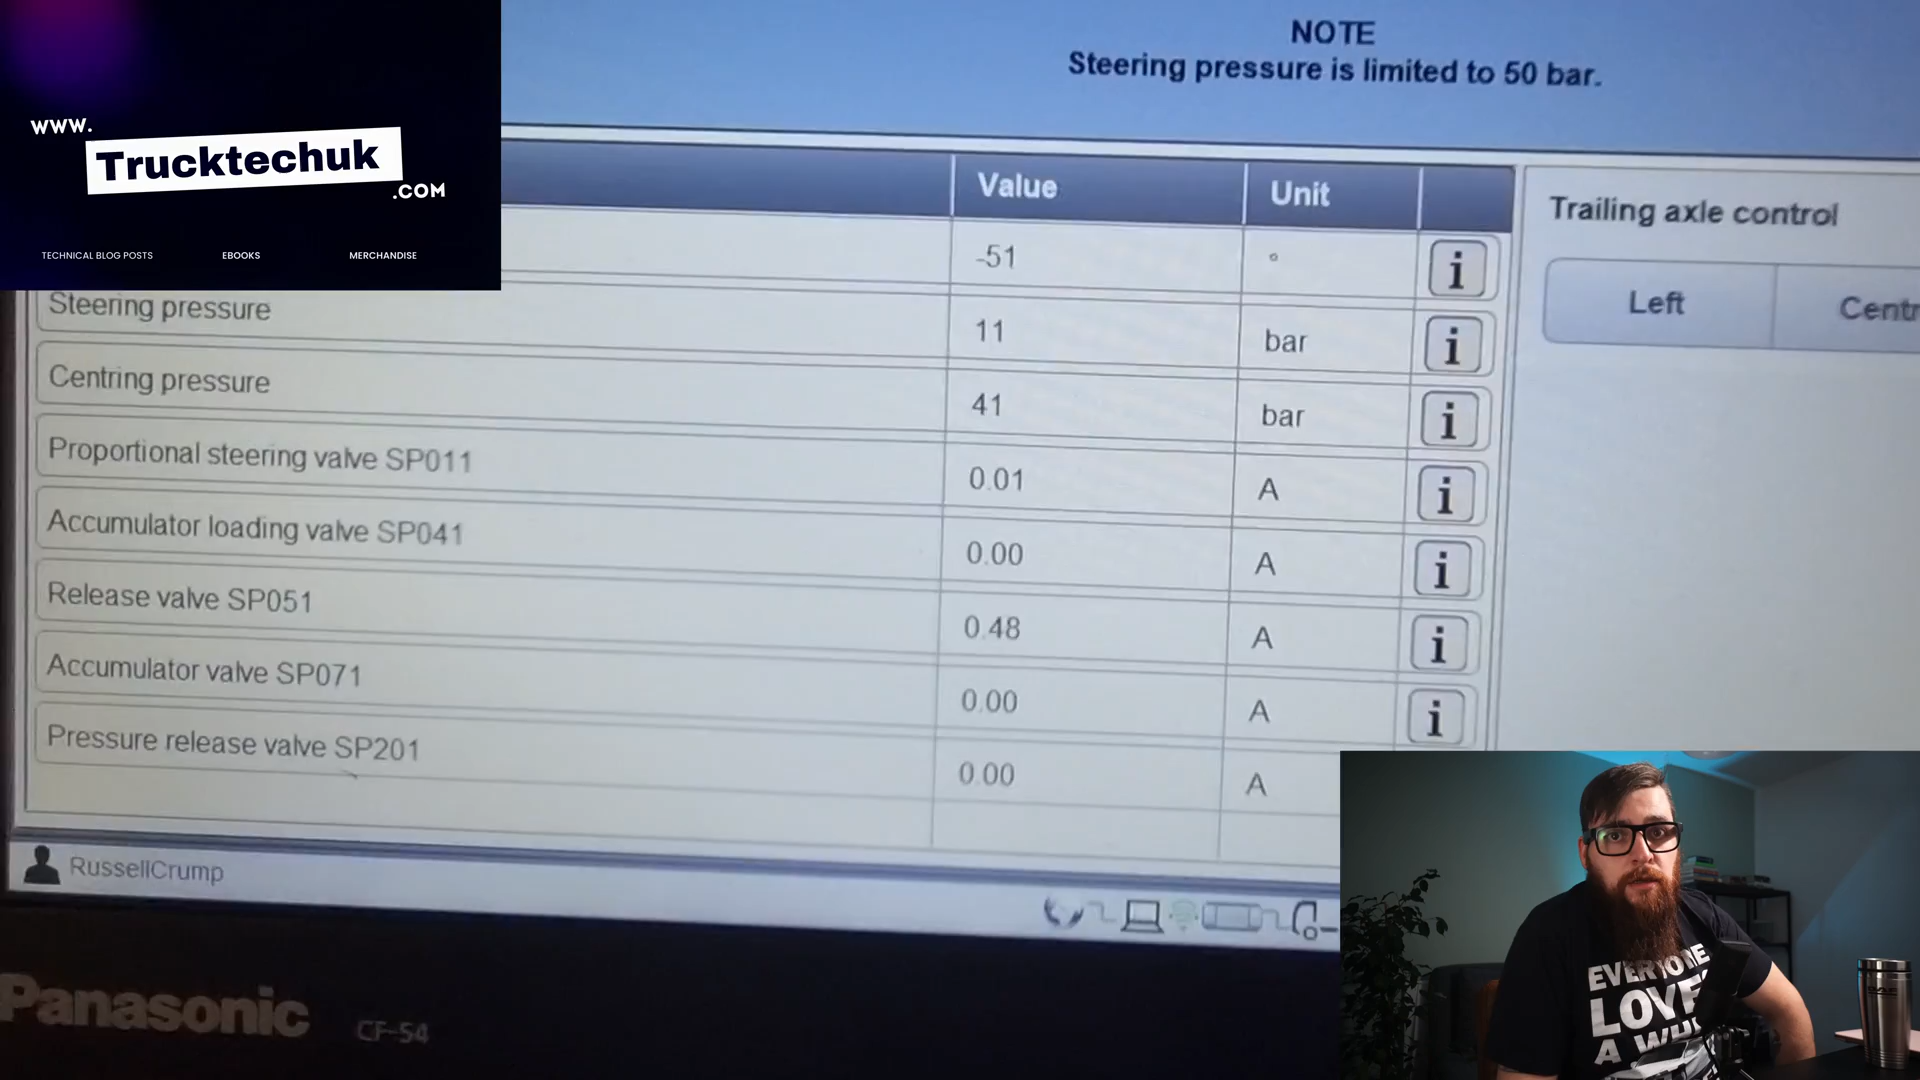 WWW.
Trucktechuk
.COM
TECHNICAL BLOG POSTS EBOOKS MERCHANDISE
NOTE
Steering pressure is limited to 50 bar.
Value Unit
-51 °
Steering pressure 11 bar
Centring pressure 41 bar
Proportional steering valve SP011 0.01 A
Accumulator loading valve SP041 0.00 A
Release valve SP051 0.48 A
Accumulator valve SP071 0.00 A
Pressure release valve SP201 0.00 A
Trailing axle control
Left Centr
RussellCrump
Panasonic CF-54
EVERYONE
LOVES
A WH